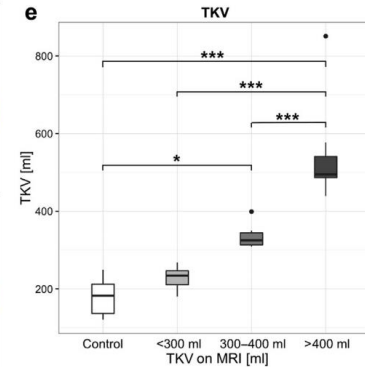 e
TKV
***
***
***
*
800
600
400
200
TKV [ml]
Control <300 ml 300–400 ml >400 ml
TKV on MRI [ml]